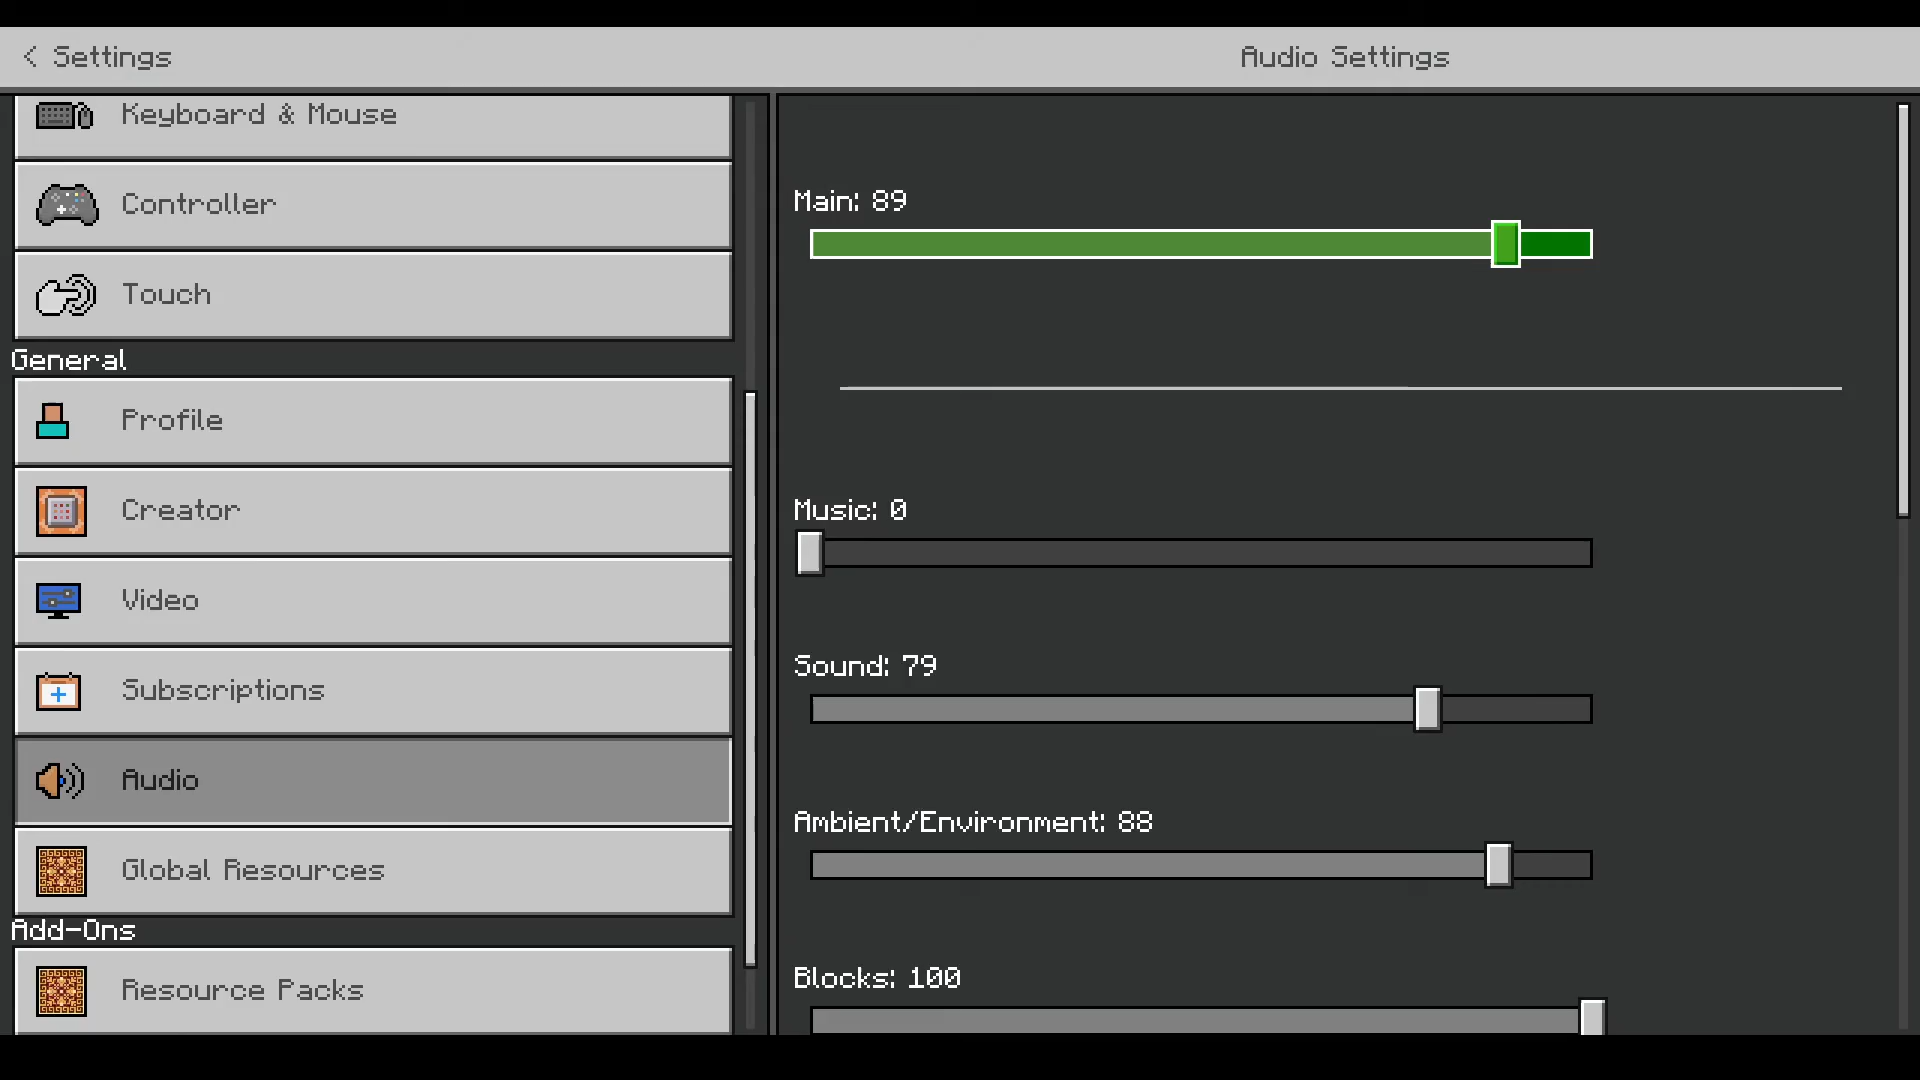 < Settings
Audio Settings
Keyboard & Mouse
Controller
Touch
General
Profile
Creator
Video
Subscriptions
Audio
Global Resources
Add-Ons
Resource Packs
Main: 89
Music: 0
Sound: 79
Ambient/Environment: 88
Blocks: 100